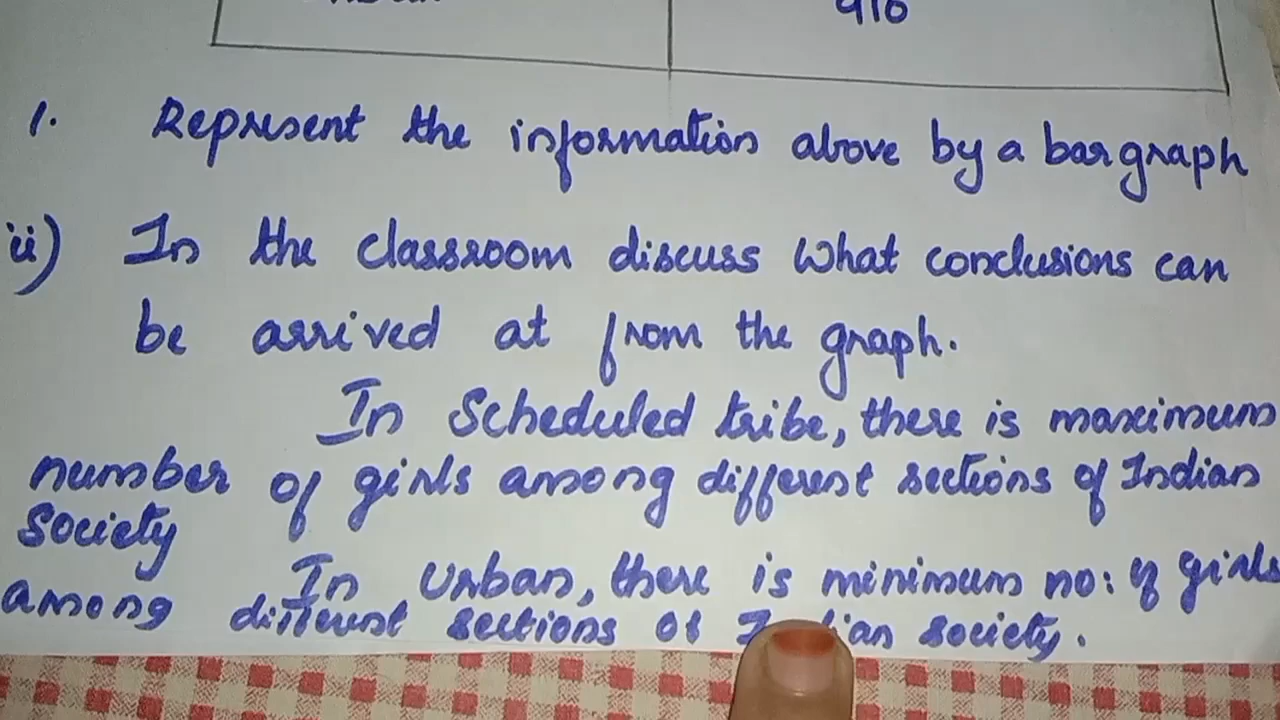 910
1. Represent the information above by a bar graph
ii) In the classroom discuss what conclusions can
be arrived at from the graph.
In Scheduled tribe, there is maximum
number of girls among different sections of Indian
Society
In Urban, there is minimum no: of girls
among different sections of Indian society.